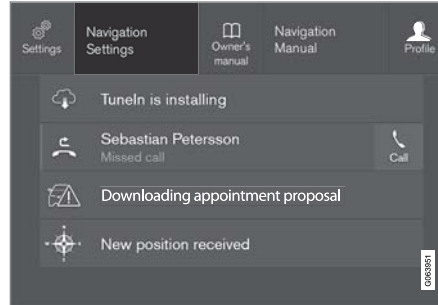 Settings
Navigation
Settings
Owner's
manual
Navigation
Manual
Profile
TuneIn is installing
Sebastian Petersson
Missed call
Call
Downloading appointment proposal
New position received
G063951